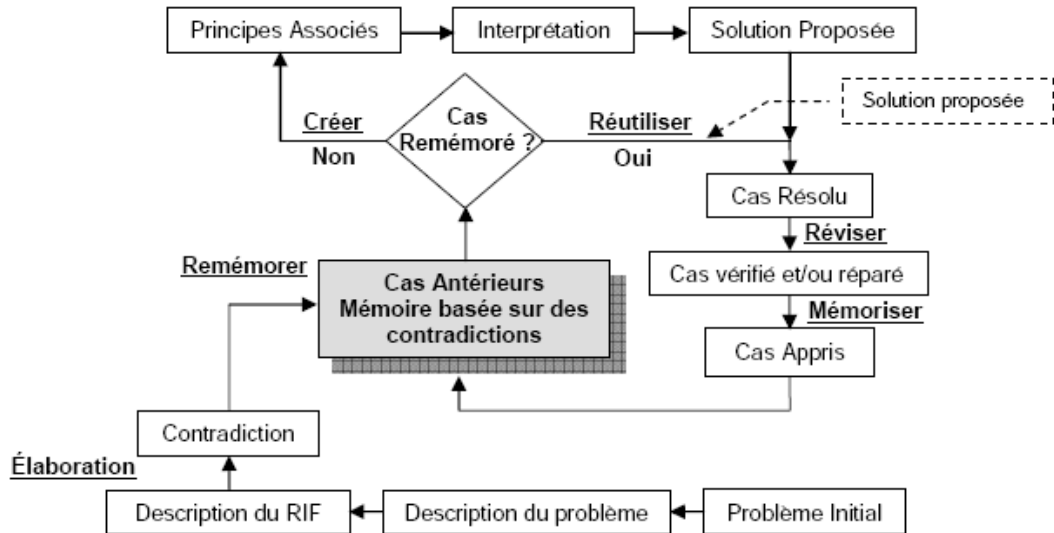 Principes Associés
Interprétation
Solution Proposée
Solution proposée
Créer
Non
Cas
Remémoré ?
Réutiliser
Oui
Cas Résolu
Réviser
Remémorer
Cas Antérieurs
Mémoire basée sur des
contradictions
Cas vérifié et/ou réparé
Mémoriser
Cas Appris
Contradiction
Élaboration
Description du RIF
Description du problème
Problème Initial